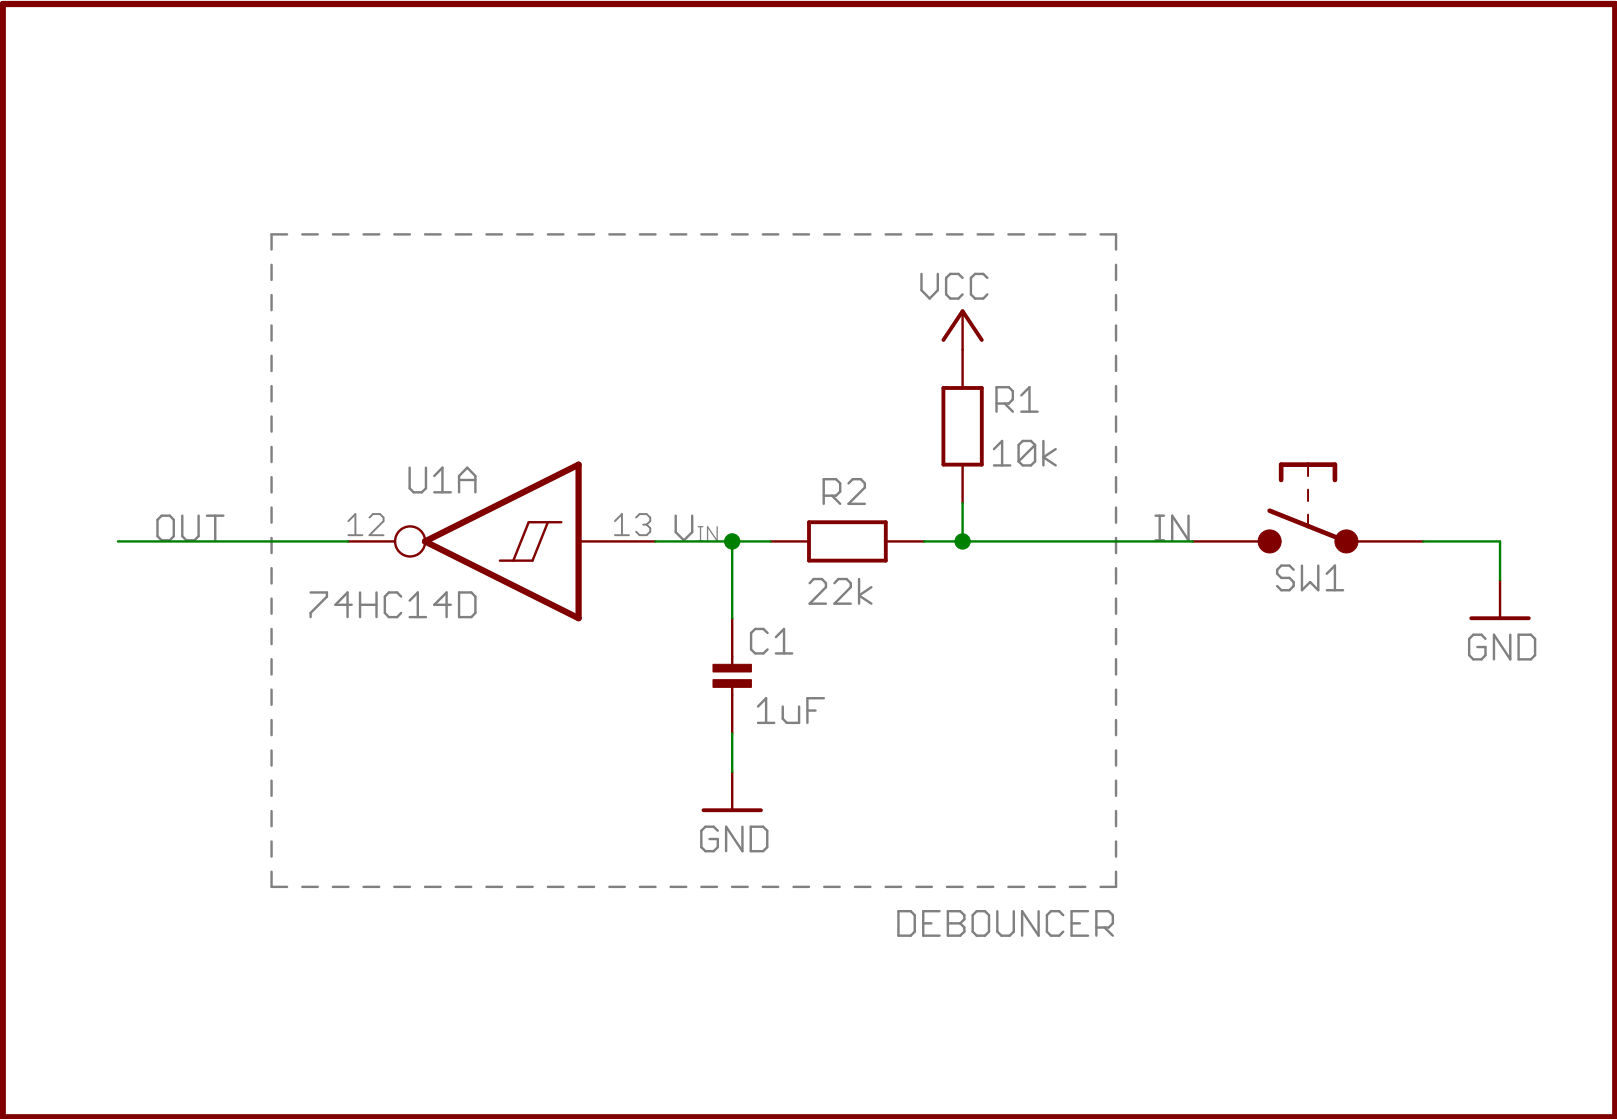 VCC
R1
10k
U1A
R2
OUT
12
13
VIN
IN
74HC14D
22k
SW1
C1
GND
1uF
GND
DEBOUNCER